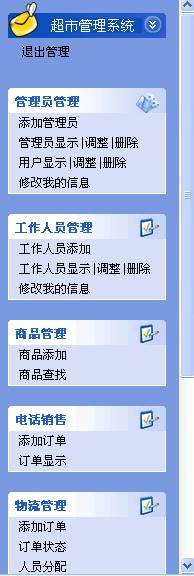 超市管理系统
退出管理
管理员管理
添加管理员
管理员显示|调整|删除
用户显示|调整|删除
修改我的信息
工作人员管理
工作人员添加
工作人员显示|调整|删除
修改我的信息
商品管理
商品添加
商品查找
电话销售
添加订单
订单显示
物流管理
添加订单
订单状态
人员分配